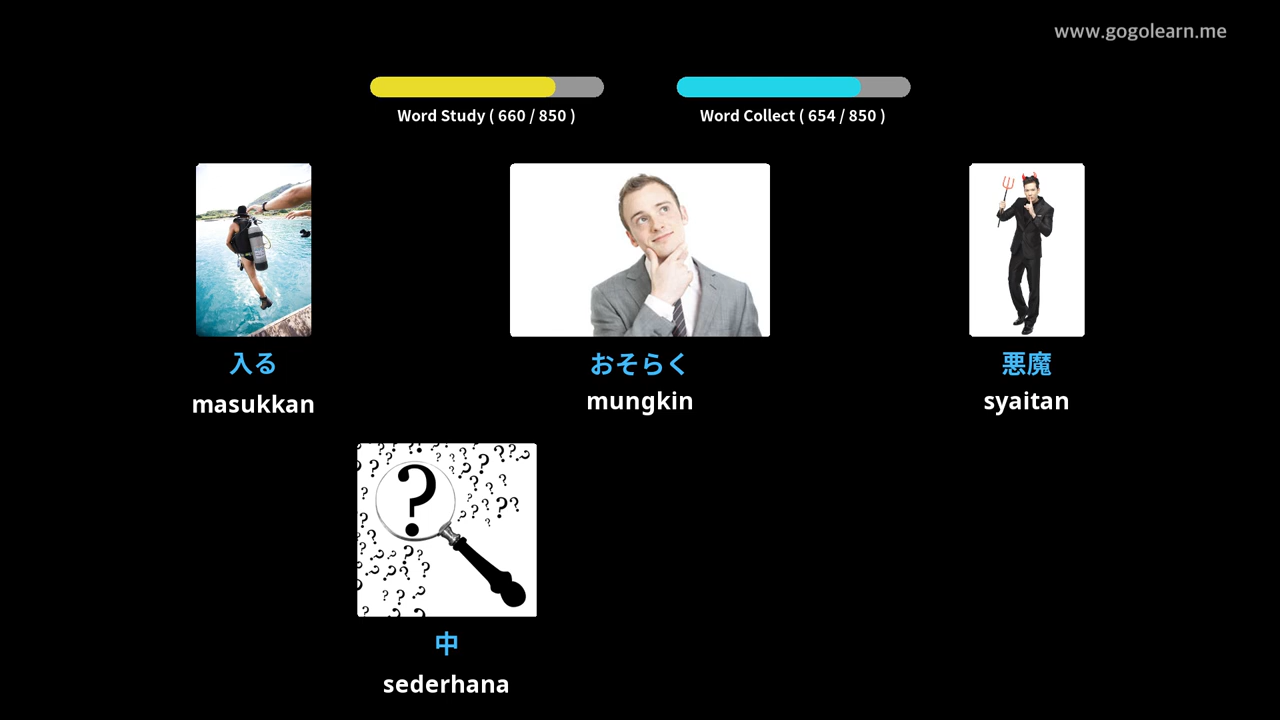 www.gogolearn.me
Word Study ( 660 / 850 )
Word Collect ( 654 / 850 )
入る
masukkan
おそらく
mungkin
悪魔
syaitan
中
sederhana